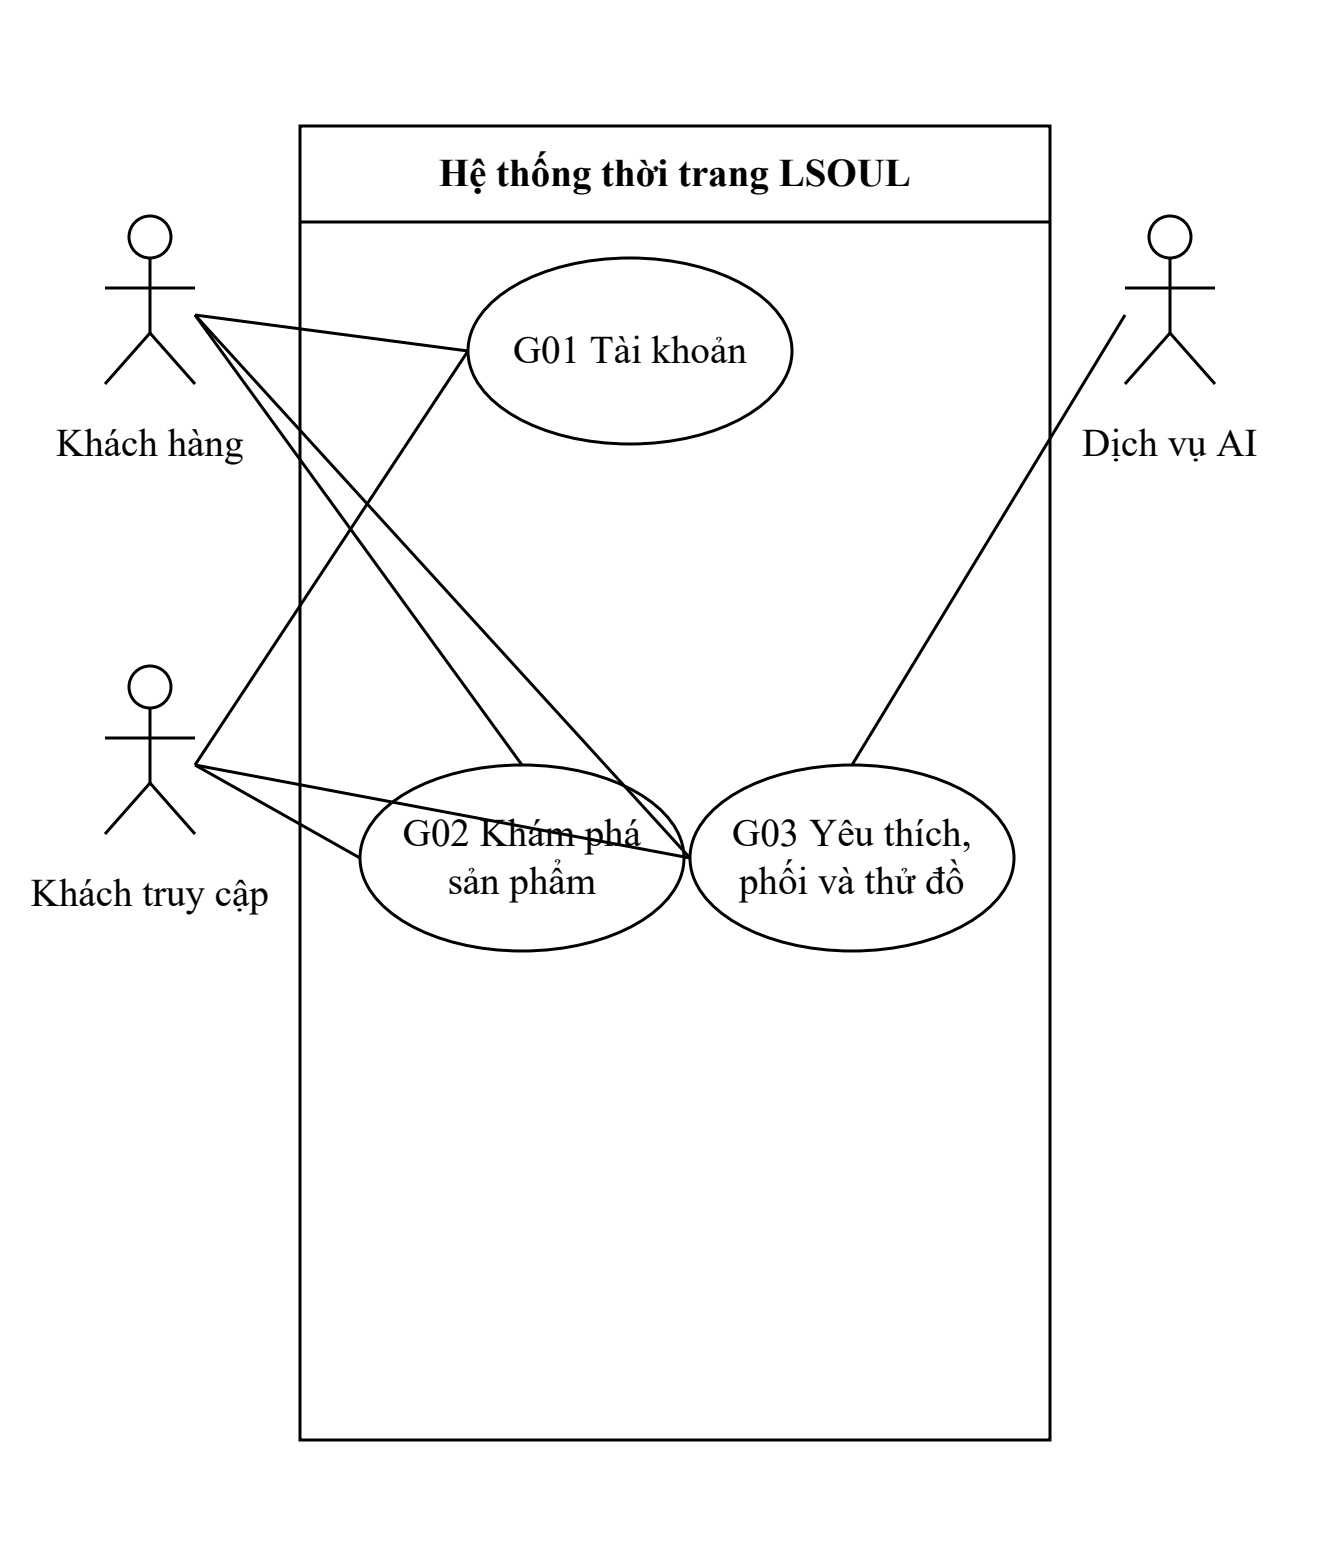 Hệ thống thời trang LSOUL
G01 Tài khoản
Khách hàng
Dịch vụ AI
G02 Khám phá
sản phẩm
G03 Yêu thích,
phối và thử đồ
Khách truy cập